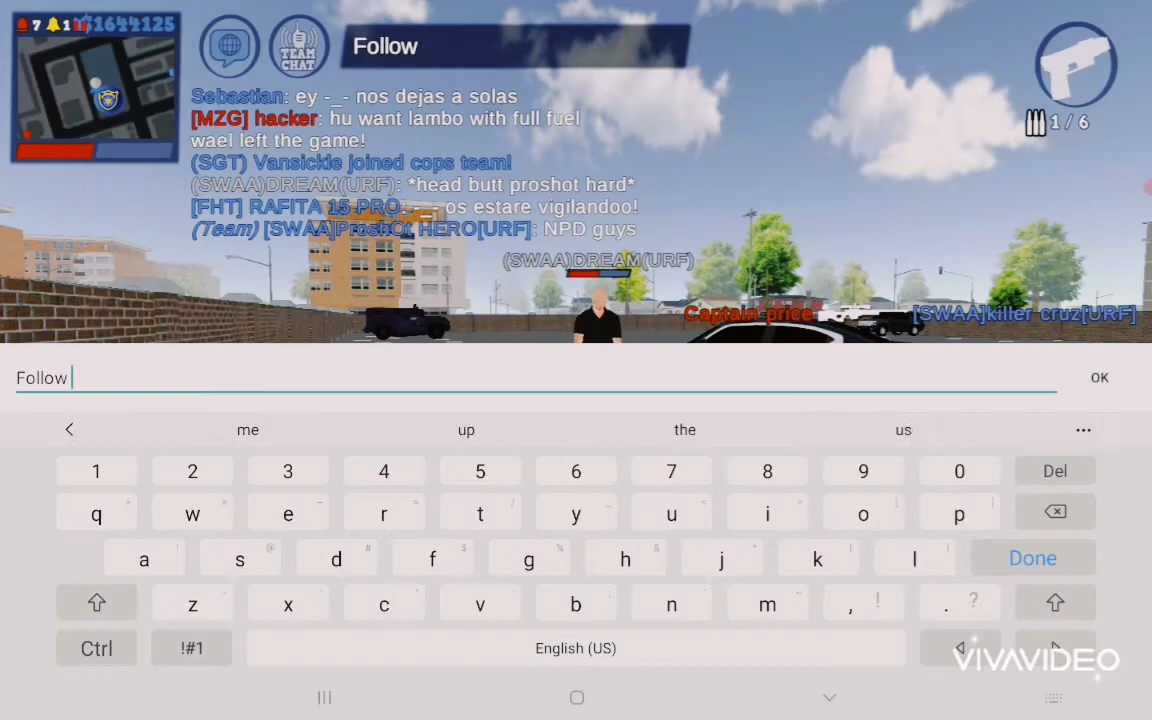 7 1 $1644125
TEAM CHAT
Follow
1 / 6
Sebastian: ey -_- nos dejas a solas
[MZG] hacker: hu want lambo with full fuel
wael left the game!
(SGT) Vansickle joined cops team!
(SWAA)DREAM(URF): *head butt proshot hard*
[FHT] RAFITA 15 PRO: -_- os estare vigilandoo!
(Team) [SWAA]ProshOt HERO[URF]: NPD guys
(SWAA)DREAM(URF)
Captain price
[SWAA]killer cruz[URF]
Follow
OK
< me up the us ...
1 2 3 4 5 6 7 8 9 0 Del
q w e r t y u i o p
a s d f g h j k l Done
z x c v b n m , ! . ?
Ctrl !#1 English (US)
VIVAVIDEO